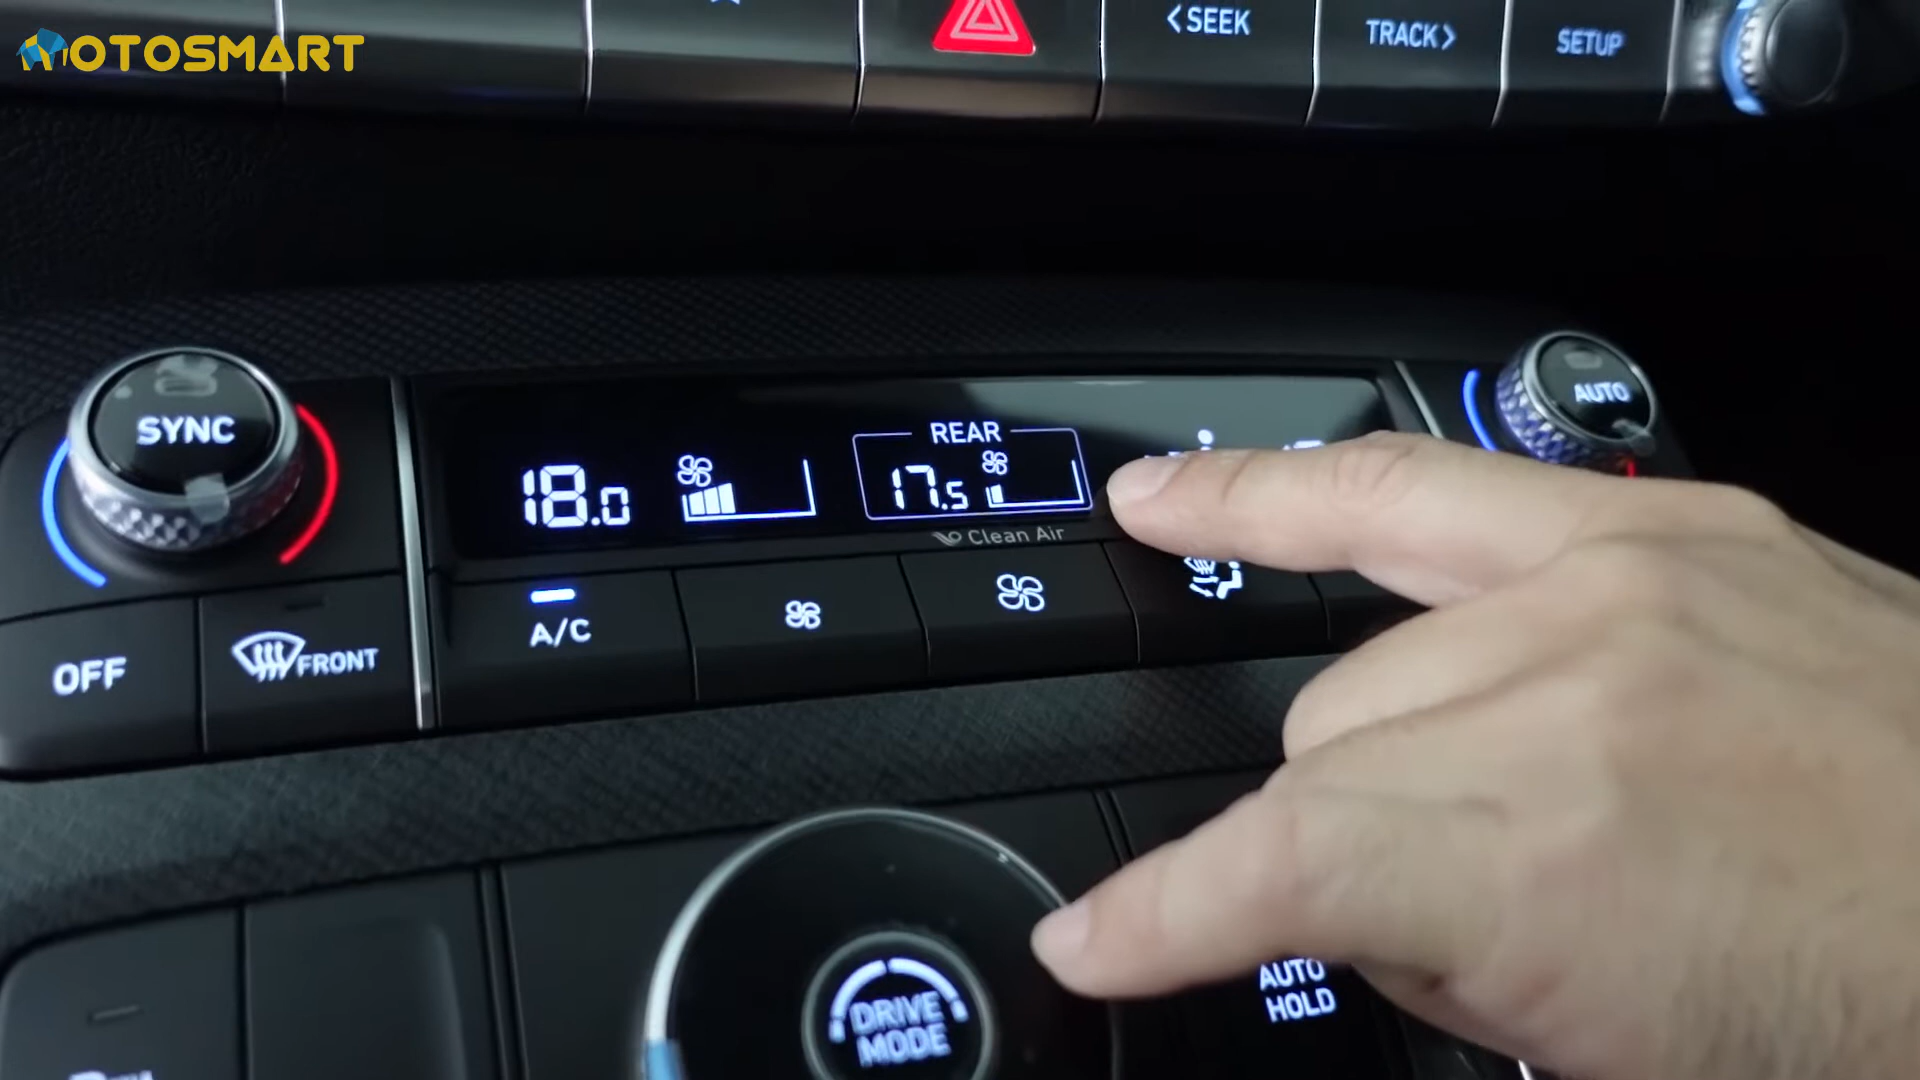 OTOSMART
<SEEK
TRACK>
SETUP
SYNC
AUTO
REAR
18.0
17.5
Clean Air
A/C
OFF
FRONT
DRIVE
MODE
AUTO
HOLD